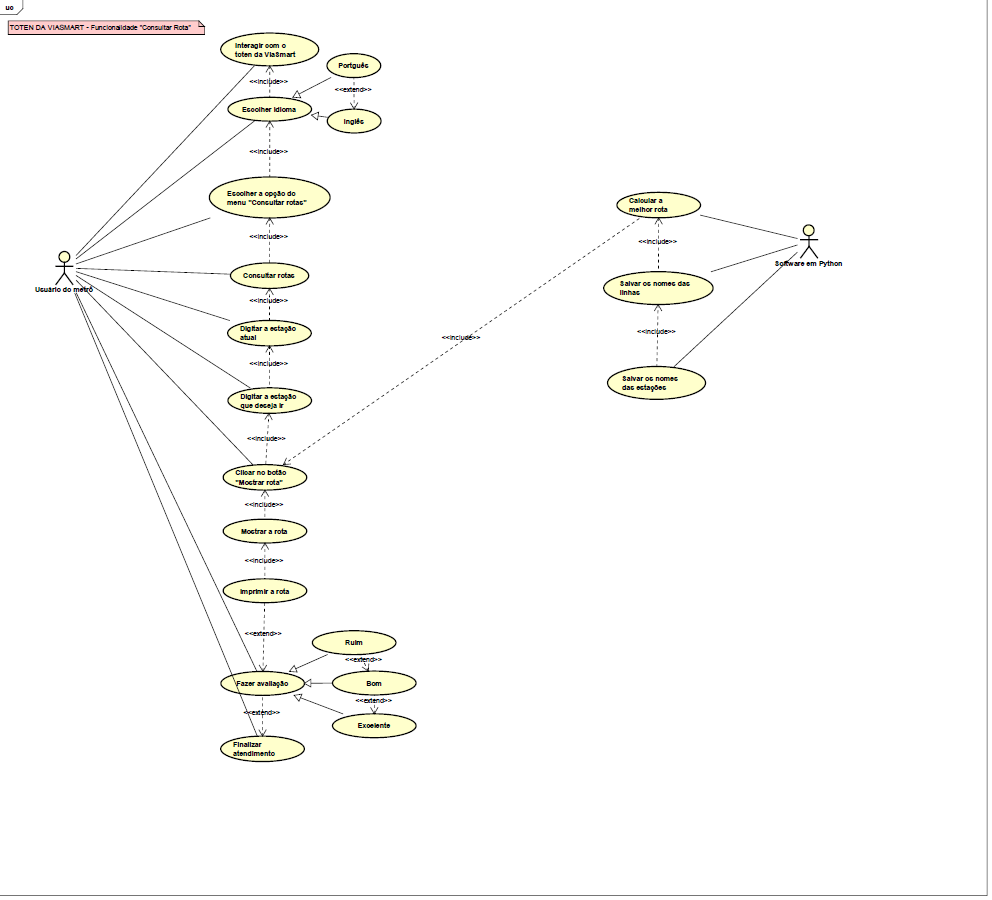 uc
TOTEN DA VIASMART - Funcionalidade "Consultar Rota"
Interagir com o
toten da ViaSmart
<<include>>
Portguês
<<extend>>
Escolher Idioma
Inglês
<<include>>
Escolher a opção do
menu "Consultar rotas"
<<include>>
Usuário do metrô
Consultar rotas
<<include>>
Digitar a estação
atual
<<include>>
Digitar a estação
que deseja ir
<<include>>
Clicar no botão
"Mostrar rota"
<<include>>
Mostrar a rota
<<include>>
Imprimir a rota
<<extend>>
Ruim
<<extend>>
Fazer avaliação
Bom
<<extend>>
<<extend>>
Excelente
Finalizar
atendimento
<<include>>
Calcular a
melhor rota
<<include>>
Software em Python
Salvar os nomes das
linhas
<<include>>
Salvar os nomes
das estações